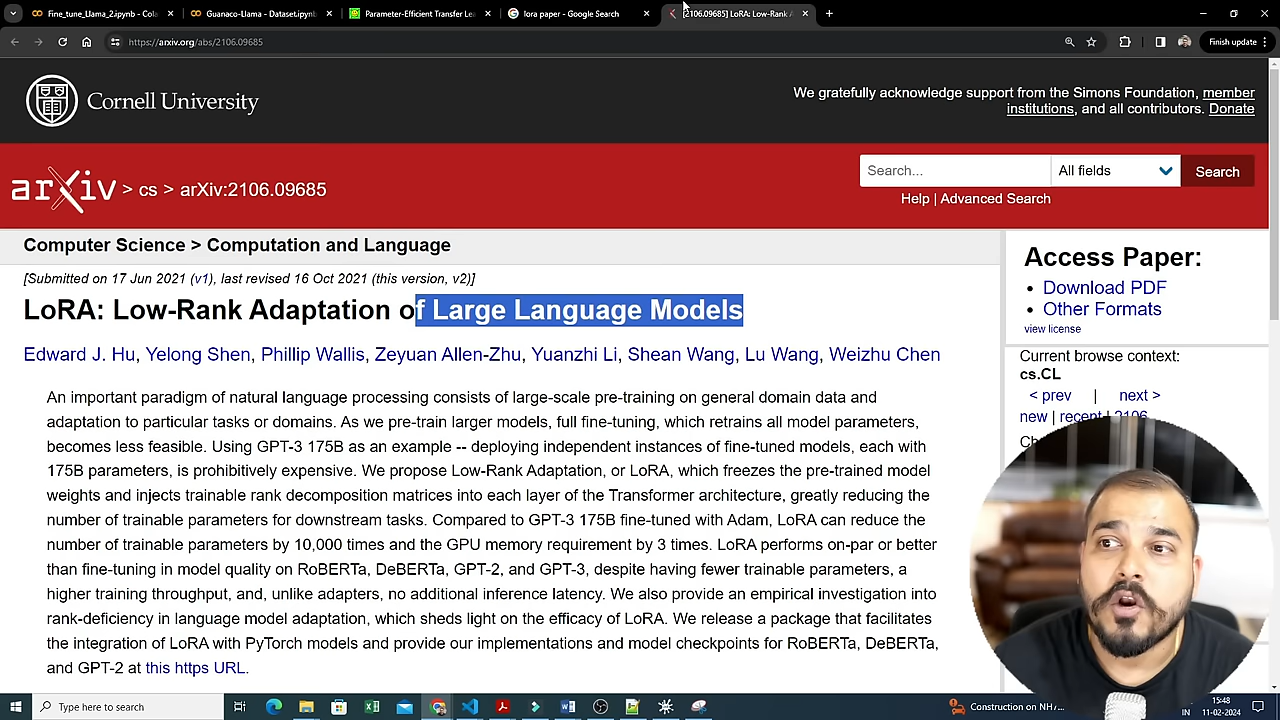 Fine_tune_Llama_2.ipynb - Cola
Guanaco-Llama - Dataset.ipynb
Parameter-Efficient Transfer Le
lora paper - Google Search
[2106.09685] LoRA: Low-Rank A
https://arxiv.org/abs/2106.09685
Finish update
Cornell University
We gratefully acknowledge support from the Simons Foundation, member
institutions, and all contributors. Donate
arXiv > cs > arXiv:2106.09685
Search...
All fields
Search
Help | Advanced Search
Computer Science > Computation and Language
[Submitted on 17 Jun 2021 (v1), last revised 16 Oct 2021 (this version, v2)]
LoRA: Low-Rank Adaptation of Large Language Models
Edward J. Hu, Yelong Shen, Phillip Wallis, Zeyuan Allen-Zhu, Yuanzhi Li, Shean Wang, Lu Wang, Weizhu Chen
An important paradigm of natural language processing consists of large-scale pre-training on general domain data and
adaptation to particular tasks or domains. As we pre-train larger models, full fine-tuning, which retrains all model parameters,
becomes less feasible. Using GPT-3 175B as an example -- deploying independent instances of fine-tuned models, each with
175B parameters, is prohibitively expensive. We propose Low-Rank Adaptation, or LoRA, which freezes the pre-trained model
weights and injects trainable rank decomposition matrices into each layer of the Transformer architecture, greatly reducing the
number of trainable parameters for downstream tasks. Compared to GPT-3 175B fine-tuned with Adam, LoRA can reduce the
number of trainable parameters by 10,000 times and the GPU memory requirement by 3 times. LoRA performs on-par or better
than fine-tuning in model quality on RoBERTa, DeBERTa, GPT-2, and GPT-3, despite having fewer trainable parameters, a
higher training throughput, and, unlike adapters, no additional inference latency. We also provide an empirical investigation into
rank-deficiency in language model adaptation, which sheds light on the efficacy of LoRA. We release a package that facilitates
the integration of LoRA with PyTorch models and provide our implementations and model checkpoints for RoBERTa, DeBERTa,
and GPT-2 at this https URL.
Access Paper:
Download PDF
Other Formats
view license
Current browse context:
cs.CL
< prev | next >
new | recent | 2106
Type here to search
Construction on NH7...
IN
15:48
11-02-2024